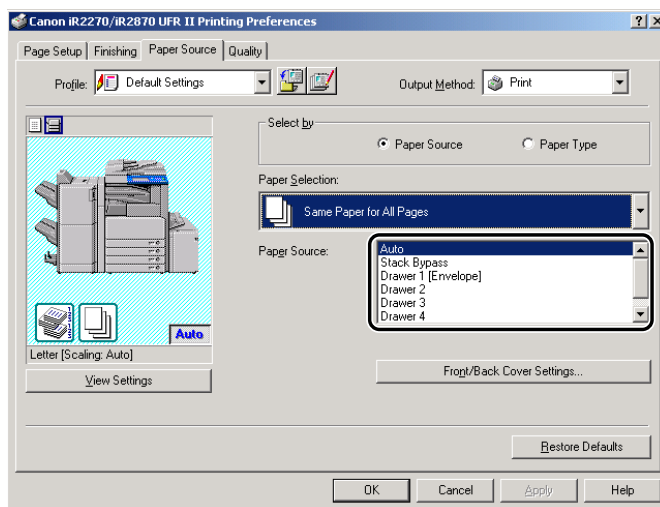 Canon iR2270/iR2870 UFR II Printing Preferences
Page Setup Finishing Paper Source Quality
Profile: Default Settings Output Method: Print
Select by
Paper Source Paper Type
Paper Selection:
Same Paper for All Pages
Paper Source:
Auto
Stack Bypass
Drawer 1 [Envelope]
Drawer 2
Drawer 3
Drawer 4
Auto
Letter [Scaling: Auto]
View Settings
Front/Back Cover Settings...
Restore Defaults
OK Cancel Apply Help